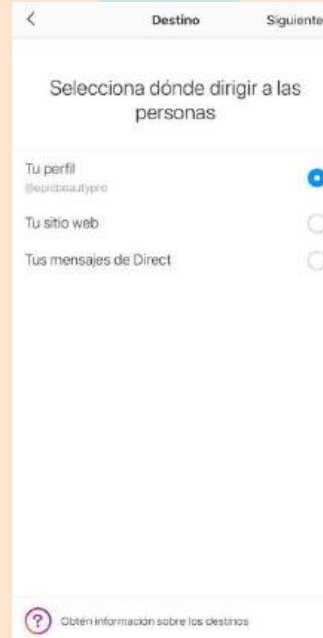 Destino
Siguiente
Selecciona dónde dirigir a las
personas
Tu perfil
@epicbeautypro
Tu sitio web
Tus mensajes de Direct
Obtén información sobre los destinos